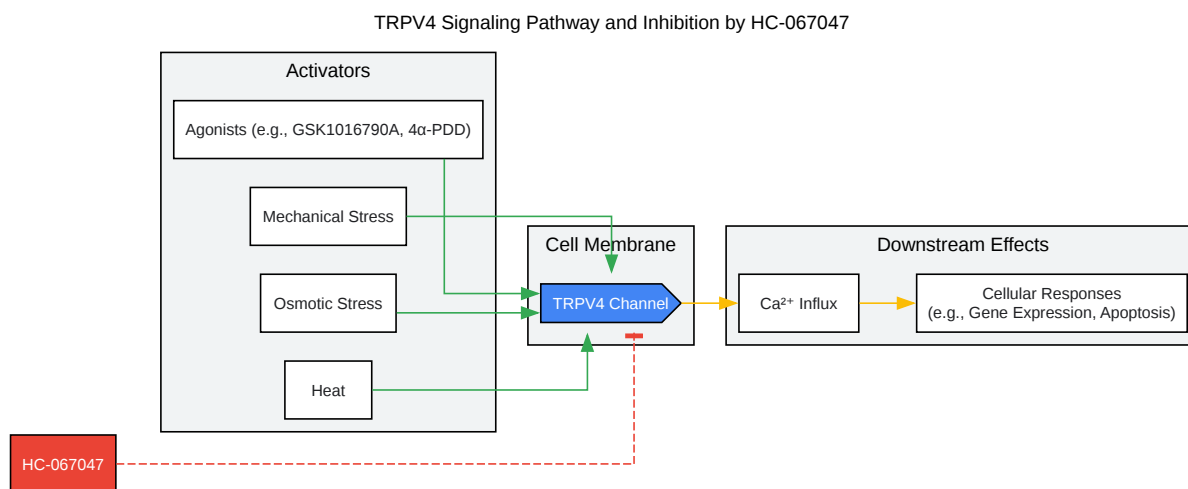 TRPV4 Signaling Pathway and Inhibition by HC-067047
Activators
Agonists (e.g., GSK1016790A, 4α-PDD)
Mechanical Stress
Osmotic Stress
Heat
HC-067047
Cell Membrane
TRPV4 Channel
Downstream Effects
Ca²⁺ Influx
Cellular Responses
(e.g., Gene Expression, Apoptosis)